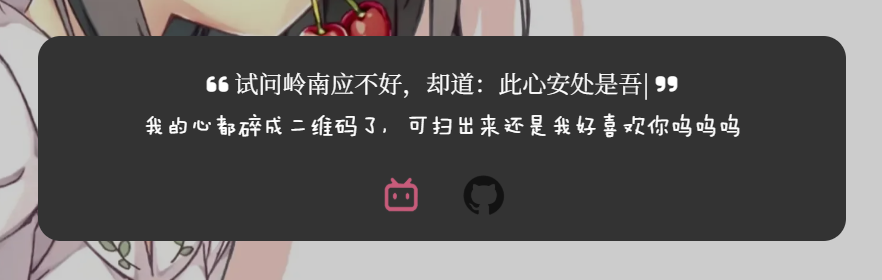 ❝ 试问岭南应不好，却道：此心安处是吾| ❞
我的心都碎成二维码了，可扫出来还是我好喜欢你呜呜呜